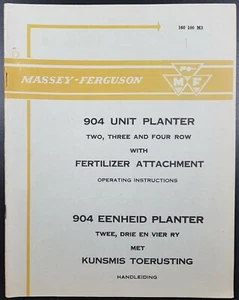 MASSEY-FERGUSON
MF
904 UNIT PLANTER
TWO, THREE AND FOUR ROW
WITH
FERTILIZER ATTACHMENT
OPERATING INSTRUCTIONS
904 EENHEID PLANTER
TWEE, DRIE EN VIER RY
MET
KUNSMIS TOERUSTING
HANDLEIDING